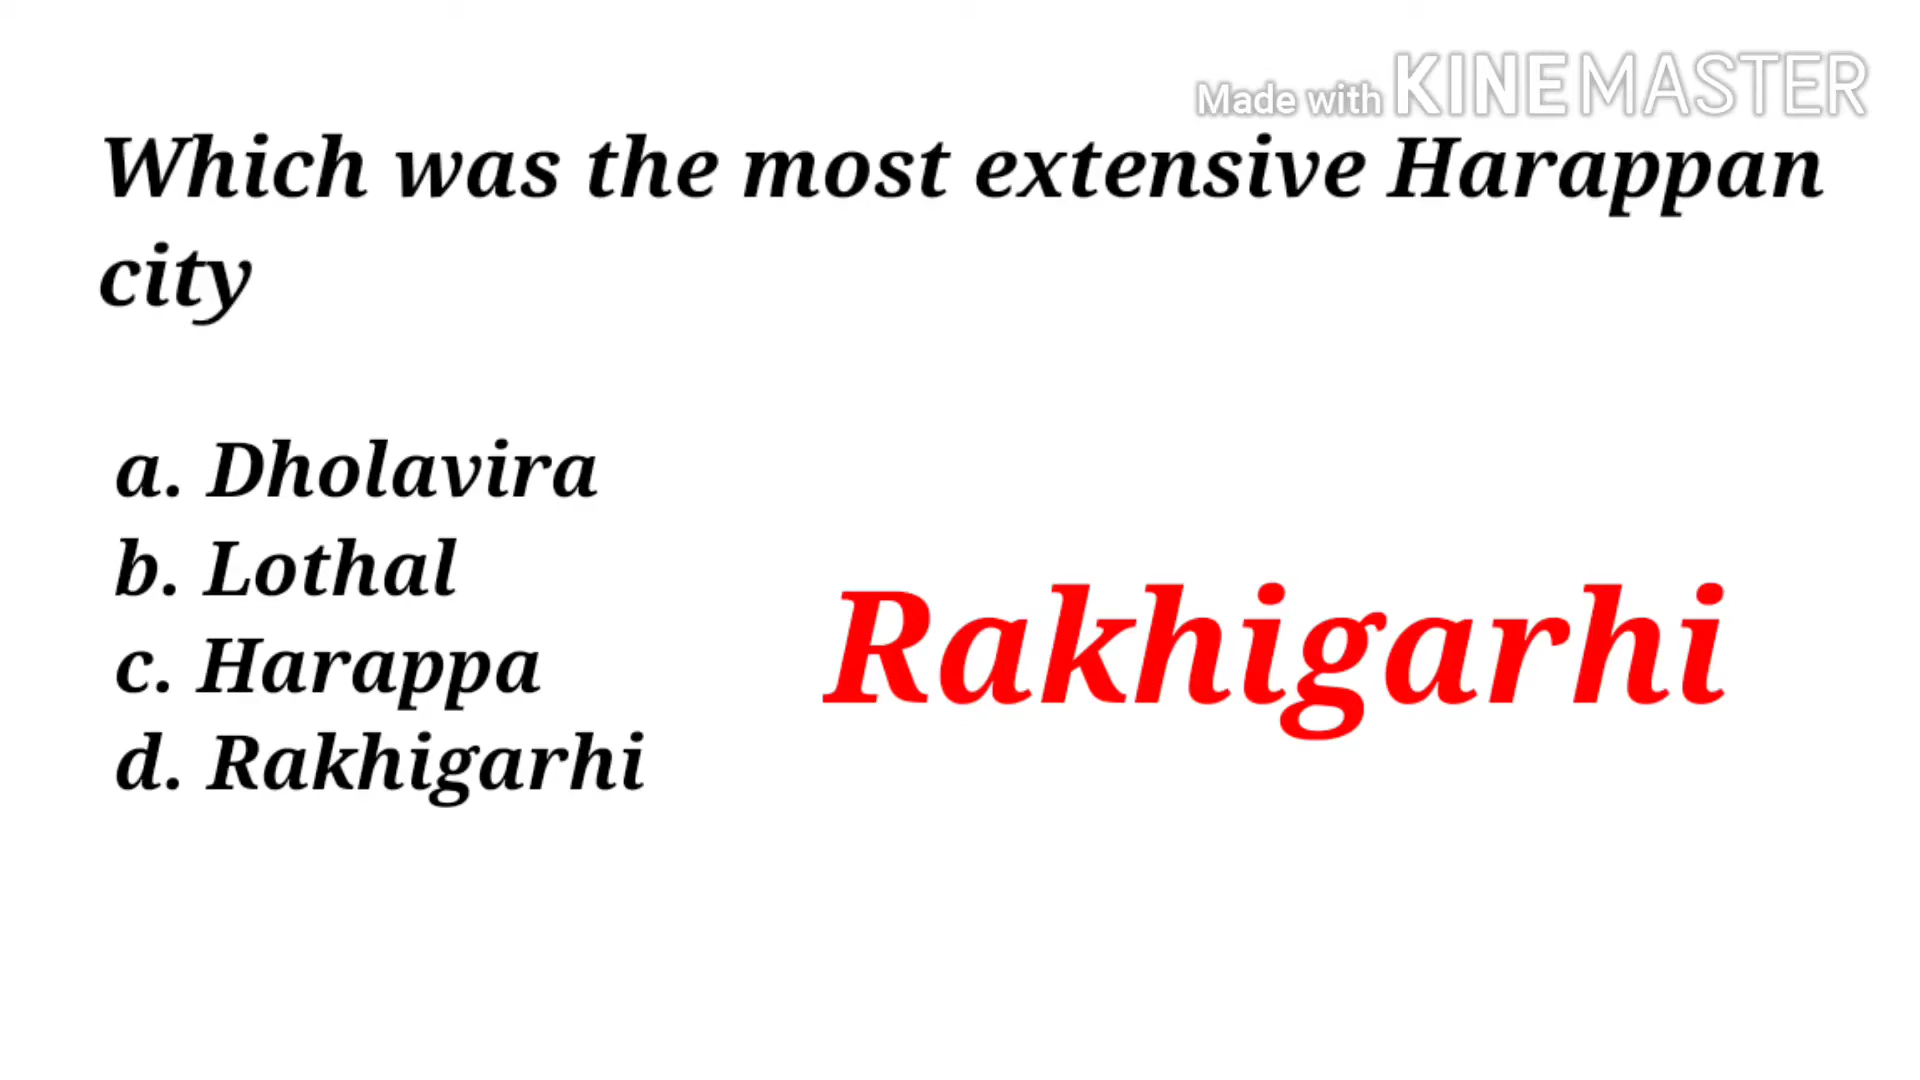 Made with KINEMASTER
Which was the most extensive Harappan
city
a. Dholavira
b. Lothal
c. Harappa
d. Rakhigarhi
Rakhigarhi